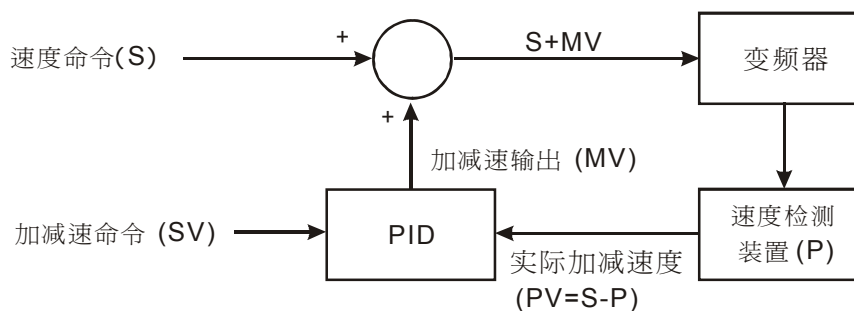 +
S+MV
速度命令(S)
变频器
+
加减速输出 (MV)
加减速命令 (SV)
PID
速度检测
装置(P)
实际加减速度
(PV=S-P)